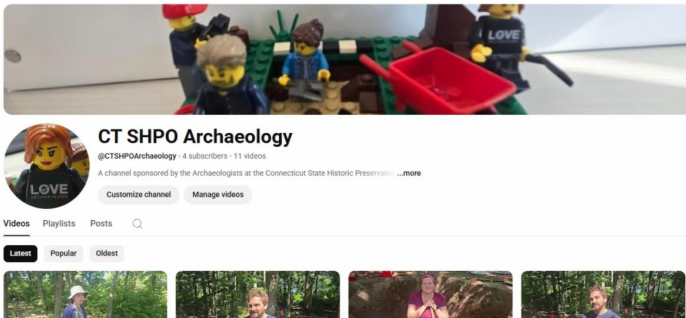 LOVE
CT SHPO Archaeology
@CTSHPOArchaeology · 4 subscribers · 11 videos
A channel sponsored by the Archaeologists at the Connecticut State Historic Preservatio ...more
LOVE
Customize channel Manage videos
Videos Playlists Posts
Latest Popular Oldest